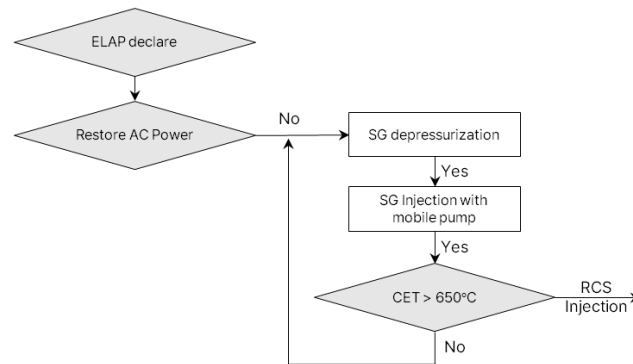 ELAP declare
Restore AC Power
No
SG depressurization
Yes
SG Injection with
mobile pump
Yes
CET > 650°C
RCS
Injection
No